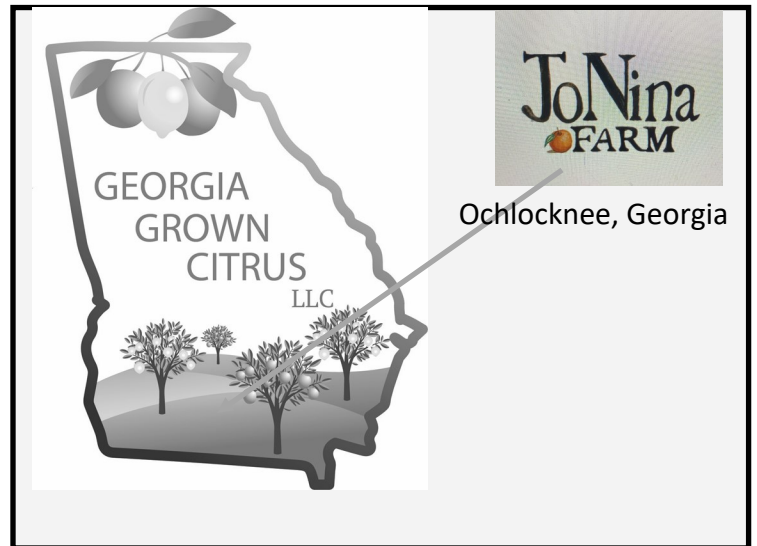 GEORGIA
GROWN
CITRUS
LLC
JoNina
FARM
Ochlocknee, Georgia